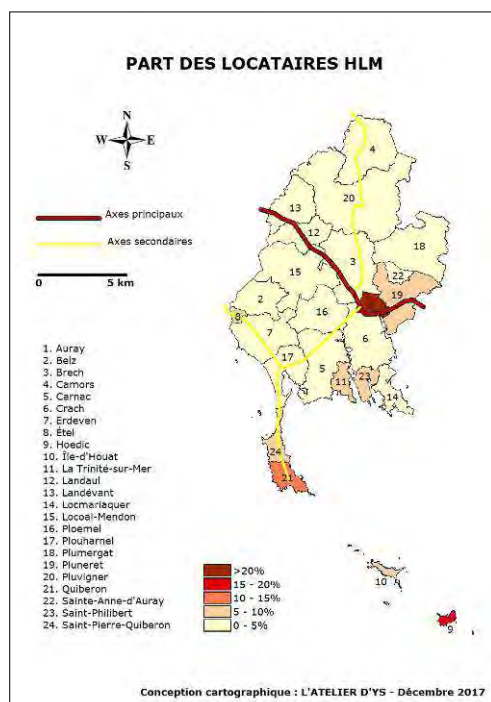 PART DES LOCATAIRES HLM
N
W E
S
4
20
13
12
18
3
15
22
19
2
16
8
7
6
17
5
11
23
14
24
21
10
9
Axes principaux
Axes secondaires
0 5 km
1. Auray
2. Belz
3. Brech
4. Camors
5. Carnac
6. Crach
7. Erdeven
8. Étel
9. Hoedic
10. Île-d'Houat
11. La Trinité-sur-Mer
12. Landaul
13. Landévant
14. Locmariaquer
15. Locoal-Mendon
16. Ploemel
17. Plouharnel
18. Plumergat
19. Pluneret
20. Pluvigner
21. Quiberon
22. Sainte-Anne-d'Auray
23. Saint-Philibert
24. Saint-Pierre-Quiberon
>20%
15 - 20%
10 - 15%
5 - 10%
0 - 5%
Conception cartographique : L'ATELIER D'YS - Décembre 2017